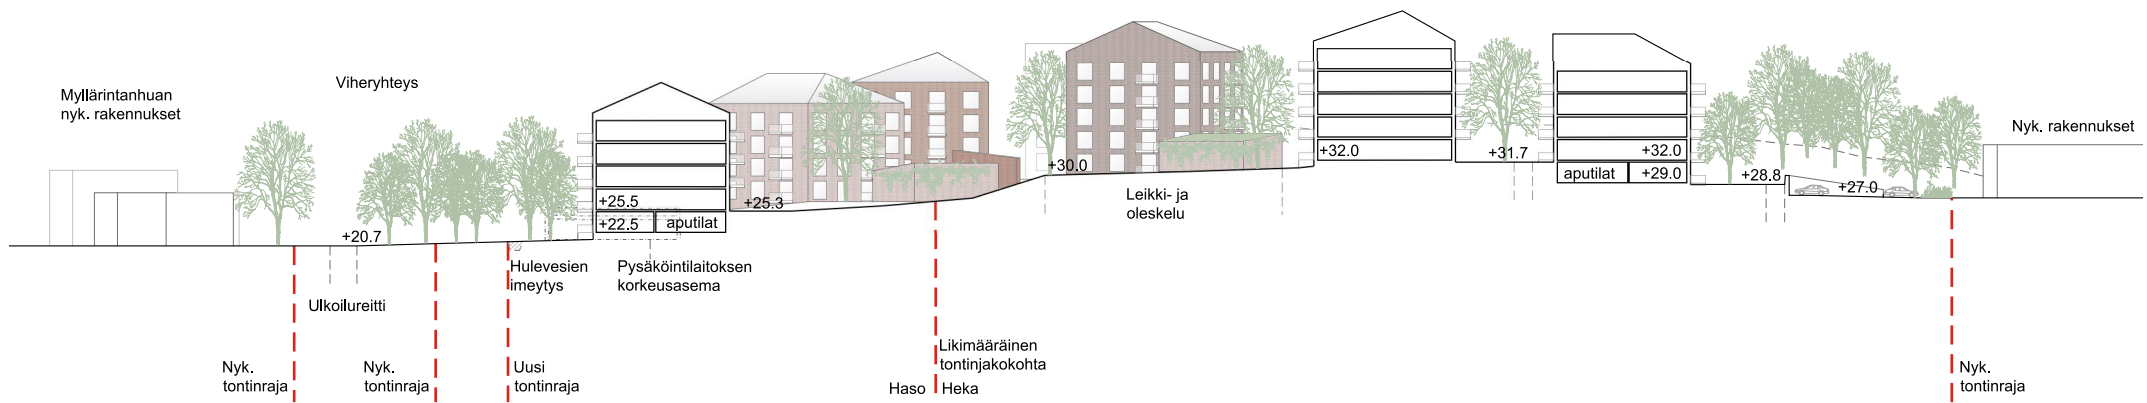 Viheryhteys
Myllärintanhuan
nyk. rakennukset
Nyk. rakennukset
+32.0
+31.7
+32.0
+30.0
aputilat
+29.0
+28.8
+27.0
Leikki- ja
oleskelu
+25.5
+25.3
+22.5
aputilat
+20.7
Hulevesien
imeytys
Pysäköintilaitoksen
korkeusasema
Ulkoilureitti
Likimääräinen
tontinjakokohta
Nyk.
tontinraja
Nyk.
tontinraja
Uusi
tontinraja
Haso
Heka
Nyk.
tontinraja